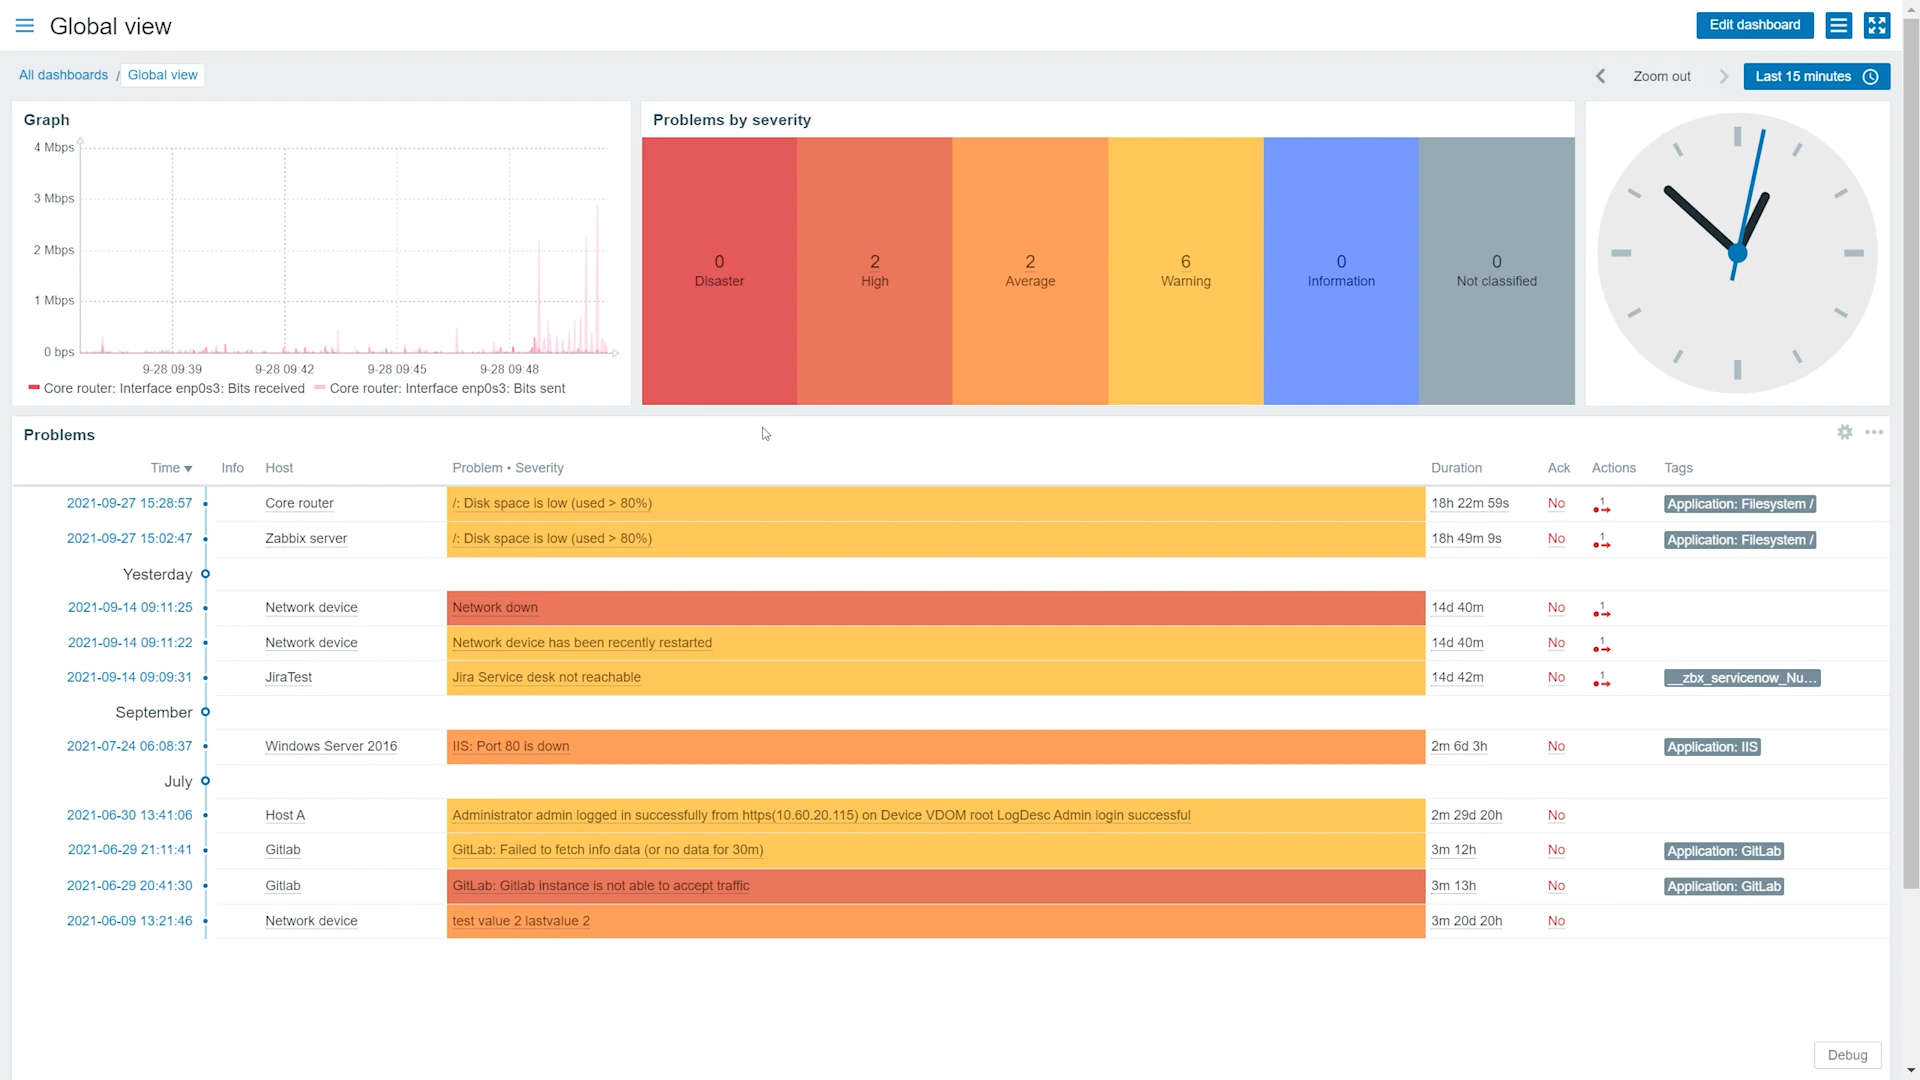 Global view
Edit dashboard
All dashboards / Global view
Zoom out
Last 15 minutes
Graph
4 Mbps
3 Mbps
2 Mbps
1 Mbps
0 bps
9-28 09:39 9-28 09:42 9-28 09:45 9-28 09:48
Core router: Interface enp0s3: Bits received Core router: Interface enp0s3: Bits sent
Problems by severity
0 2 2 6 0 0
Disaster High Average Warning Information Not classified
Problems
Time Info Host Problem • Severity Duration Ack Actions Tags
2021-09-27 15:28:57 Core router /: Disk space is low (used > 80%) 18h 22m 59s No 1 Application: Filesystem /
2021-09-27 15:02:47 Zabbix server /: Disk space is low (used > 80%) 18h 49m 9s No 1 Application: Filesystem /
Yesterday
2021-09-14 09:11:25 Network device Network down 14d 40m No 1
2021-09-14 09:11:22 Network device Network device has been recently restarted 14d 40m No 1
2021-09-14 09:09:31 JiraTest Jira Service desk not reachable 14d 42m No 1 __zbx_servicenow_Nu...
September
2021-07-24 06:08:37 Windows Server 2016 IIS: Port 80 is down 2m 6d 3h No Application: IIS
July
2021-06-30 13:41:06 Host A Administrator admin logged in successfully from https(10.60.20.115) on Device VDOM root LogDesc Admin login successful 2m 29d 20h No
2021-06-29 21:11:41 Gitlab GitLab: Failed to fetch info data (or no data for 30m) 3m 12h No Application: GitLab
2021-06-29 20:41:30 Gitlab GitLab: Gitlab instance is not able to accept traffic 3m 13h No Application: GitLab
2021-06-09 13:21:46 Network device test value 2 lastvalue 2 3m 20d 20h No
Debug